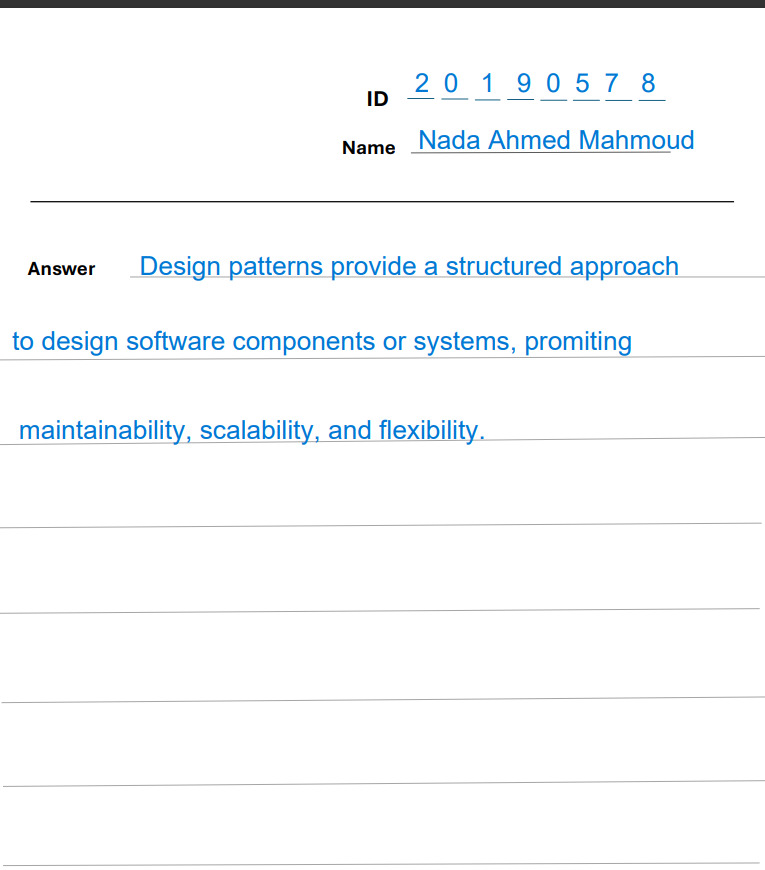 ID 2 0 1 9 0 5 7 8
Name Nada Ahmed Mahmoud
Answer Design patterns provide a structured approach
to design software components or systems, promiting
maintainability, scalability, and flexibility.